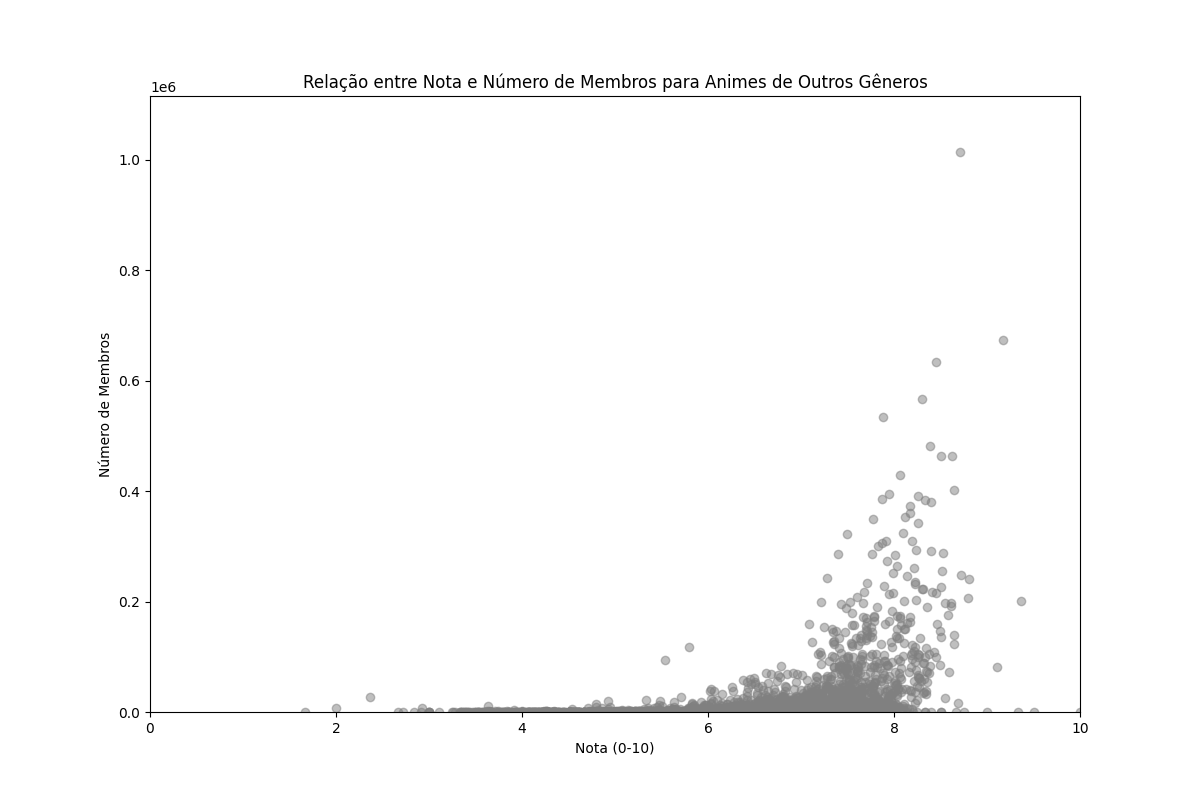 Relação entre Nota e Número de Membros para Animes de Outros Gêneros
1e6
1.0
0.8
0.6
0.4
0.2
0.0
Número de Membros
0 2 4 6 8 10
Nota (0-10)